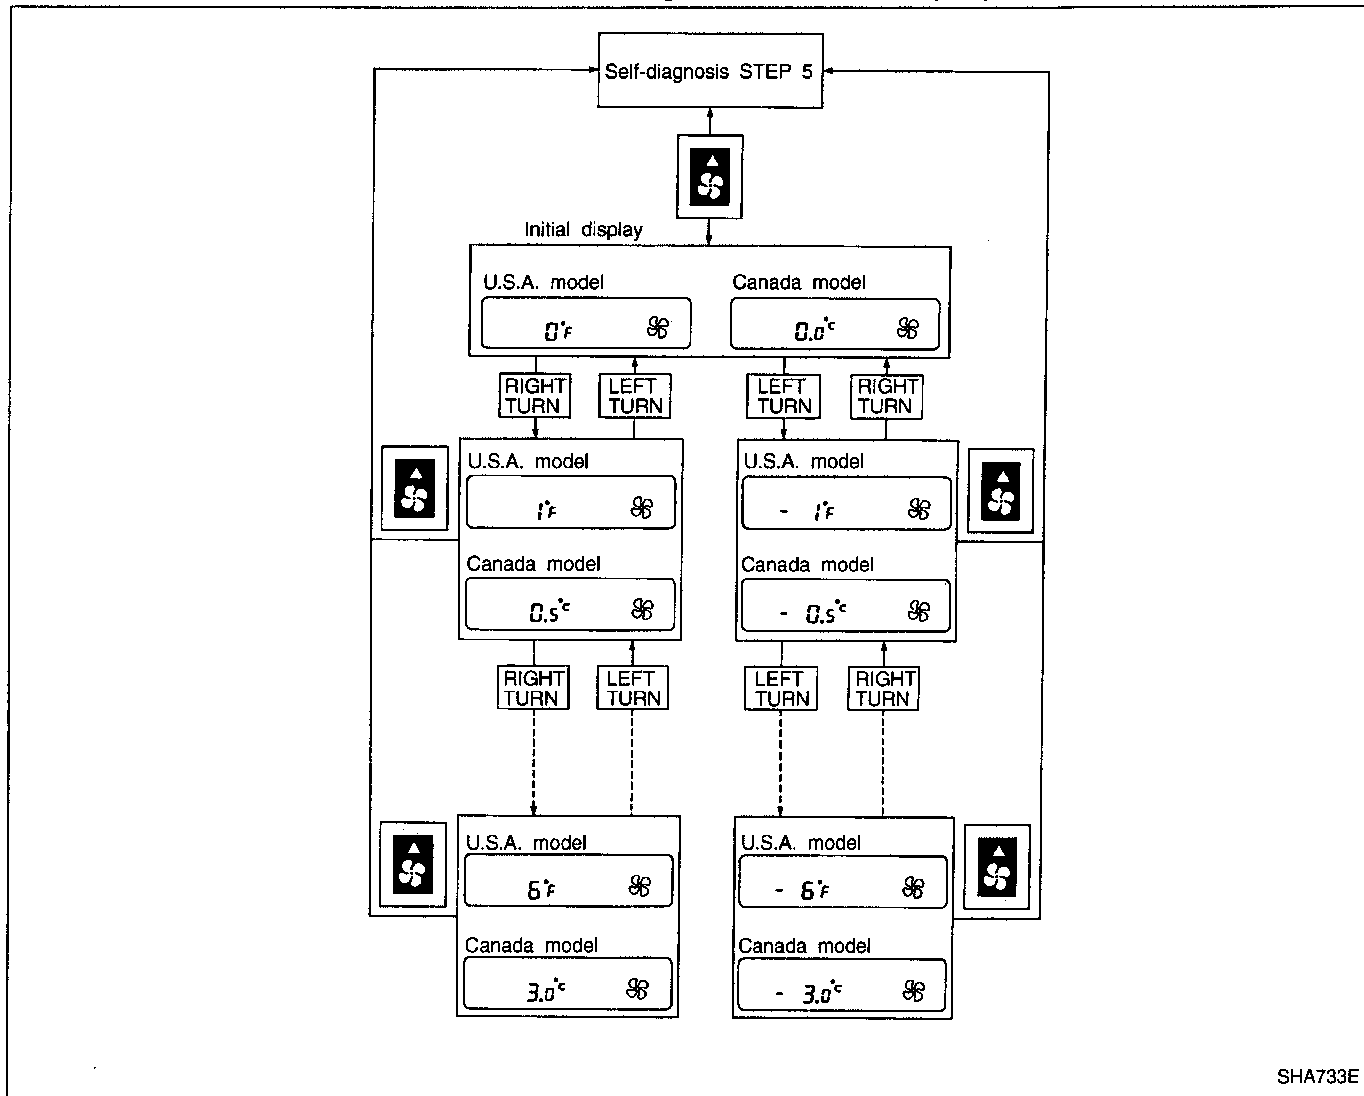 Self-diagnosis STEP 5
Initial display
U.S.A. model
Canada model
0°F
0.0°C
RIGHT
TURN
LEFT
TURN
LEFT
TURN
RIGHT
TURN
U.S.A. model
1°F
Canada model
0.5°C
U.S.A. model
- 1°F
Canada model
- 0.5°C
RIGHT
TURN
LEFT
TURN
LEFT
TURN
RIGHT
TURN
U.S.A. model
6°F
Canada model
3.0°C
U.S.A. model
- 6°F
Canada model
- 3.0°C
SHA733E